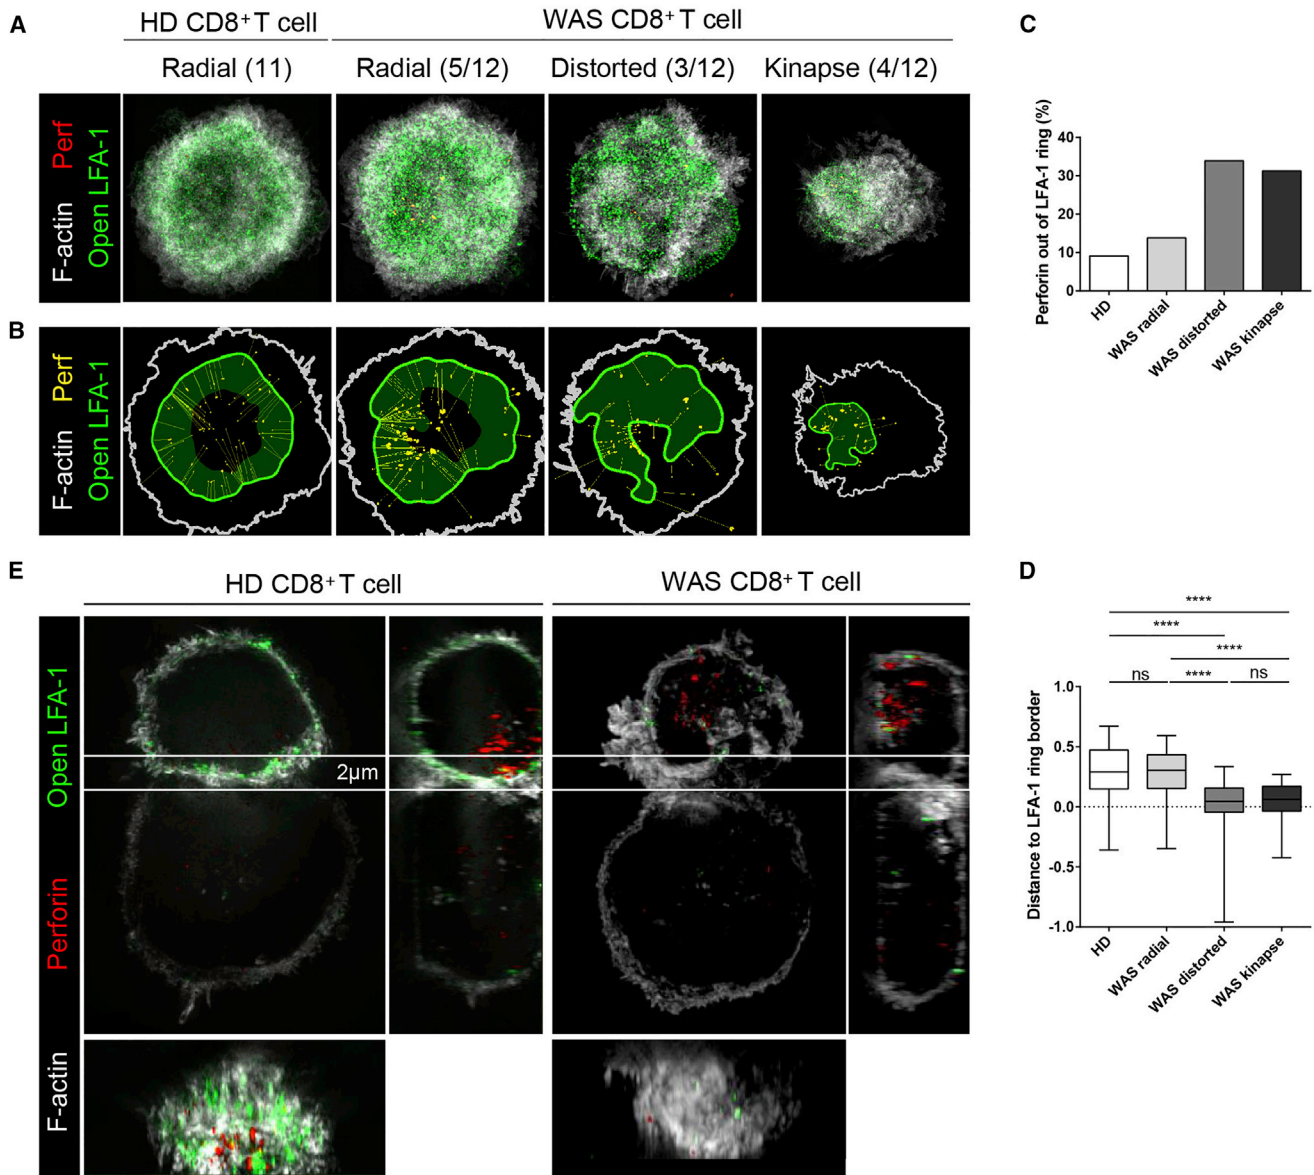 A
HD CD8+ T cell
WAS CD8+ T cell
Radial (11)
Radial (5/12)
Distorted (3/12)
Kinapse (4/12)
F-actin Perf
Open LFA-1
B
F-actin Perf
Open LFA-1
C
Perforin out of LFA-1 ring (%)
40
30
20
10
0
HD
WAS radial
WAS distorted
WAS kinapse
E
HD CD8+ T cell
WAS CD8+ T cell
Open LFA-1
Perforin
F-actin
2µm
D
****
****
****
ns
****
ns
Distance to LFA-1 ring border
1.0
0.5
0.0
-0.5
-1.0
HD
WAS radial
WAS distorted
WAS kinapse